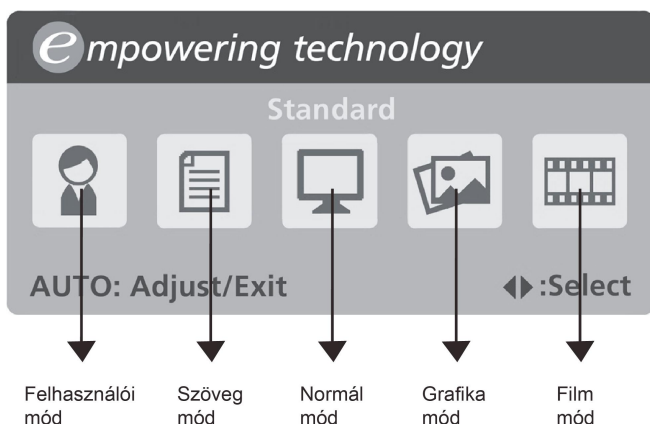 empowering technology
Standard
AUTO: Adjust/Exit
:Select
Felhasználói
mód
Szöveg
mód
Normál
mód
Grafika
mód
Film
mód